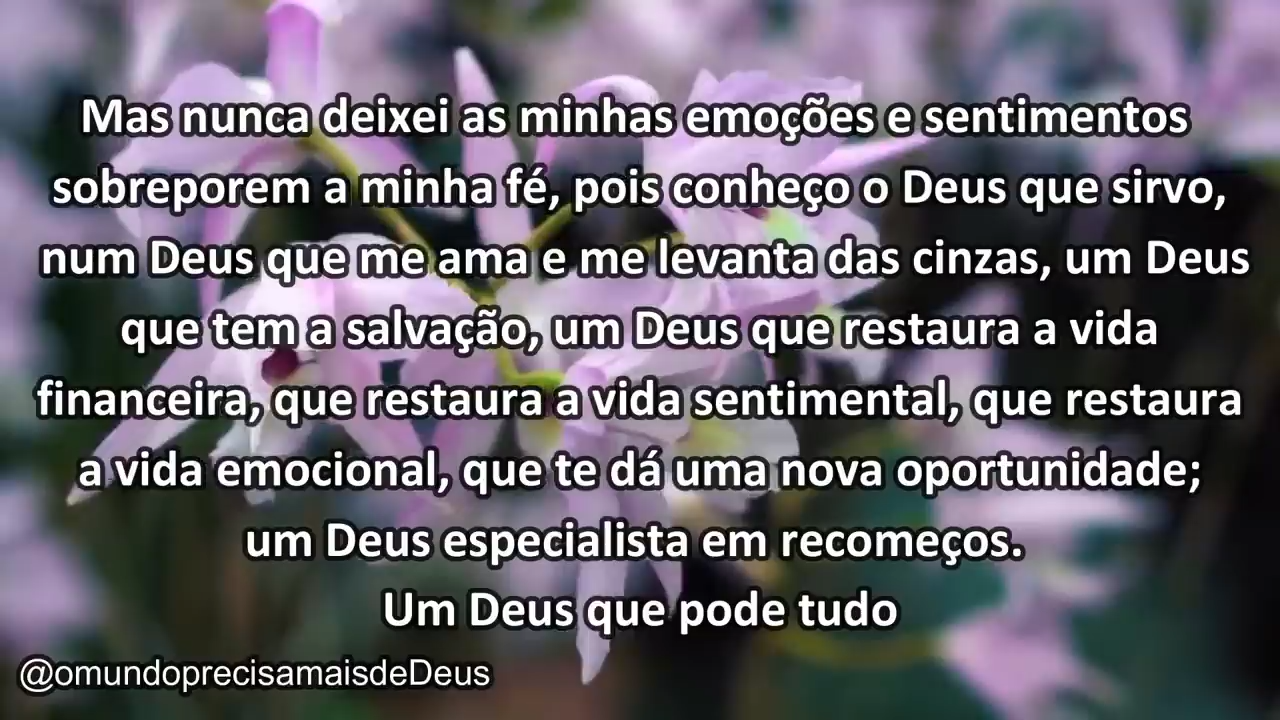 Mas nunca deixei as minhas emoções e sentimentos
sobreporem a minha fé, pois conheço o Deus que sirvo,
num Deus que me ama e me levanta das cinzas, um Deus
que tem a salvação, um Deus que restaura a vida
financeira, que restaura a vida sentimental, que restaura
a vida emocional, que te dá uma nova oportunidade;
um Deus especialista em recomeços.
Um Deus que pode tudo
@omundoprecisamaisdeDeus